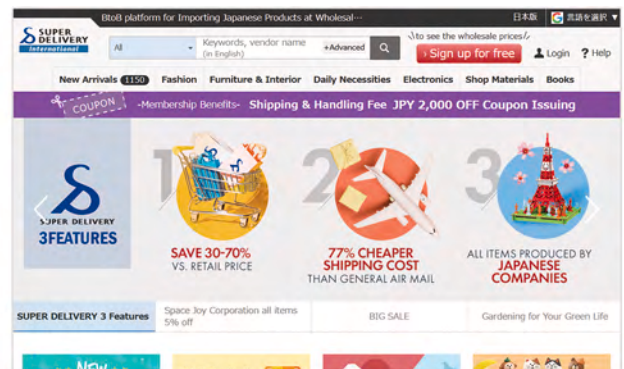 BtoB platform for Importing Japanese Products at Wholesal···
日本版
G 言語を選択 ▼
SUPER DELIVERY
International
All
Keywords, vendor name
(in English)
+Advanced
\to see the wholesale prices/
› Sign up for free
Login
? Help
New Arrivals 1150
Fashion
Furniture & Interior
Daily Necessities
Electronics
Shop Materials
Books
COUPON
-Membership Benefits- Shipping & Handling Fee JPY 2,000 OFF Coupon Issuing
SUPER DELIVERY
3FEATURES
1
SAVE 30-70%
VS. RETAIL PRICE
2
77% CHEAPER
SHIPPING COST
THAN GENERAL AIR MAIL
3
ALL ITEMS PRODUCED BY
JAPANESE
COMPANIES
SUPER DELIVERY 3 Features
Space Joy Corporation all items
5% off
BIG SALE
Gardening for Your Green Life
NEW